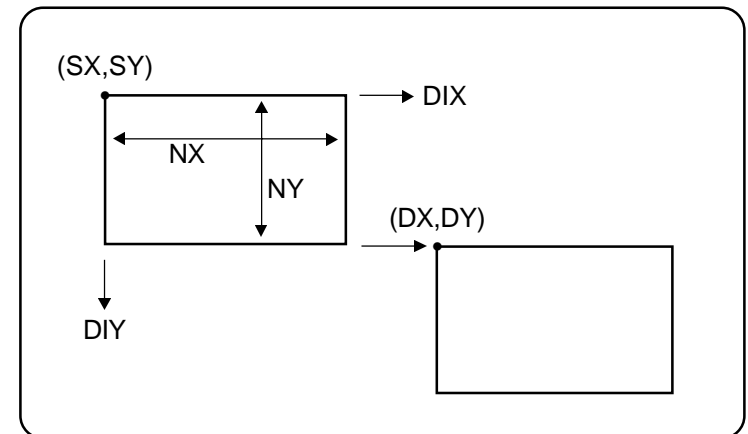 (SX,SY)
DIX
NX
NY
(DX,DY)
DIY